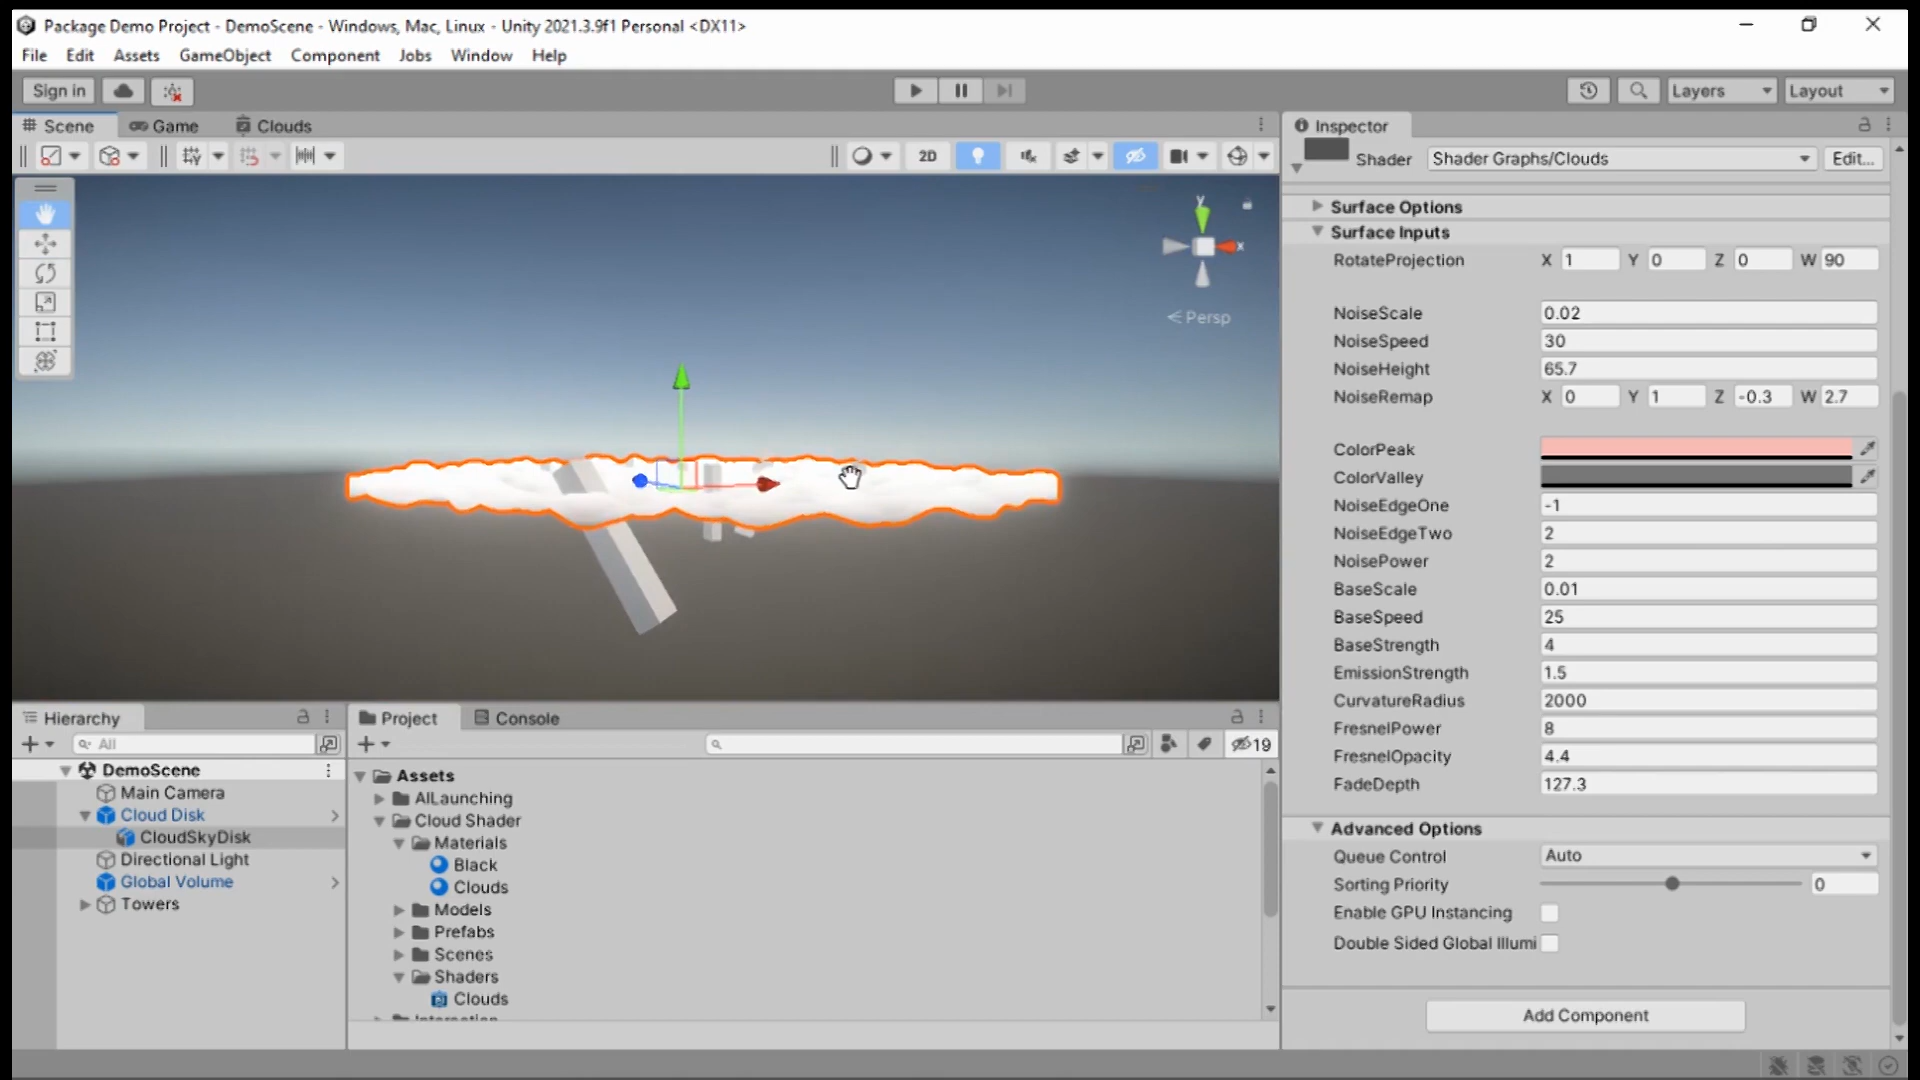 Package Demo Project - DemoScene - Windows, Mac, Linux - Unity 2021.3.9f1 Personal <DX11>
File Edit Assets GameObject Component Jobs Window Help
Sign in Layers Layout
Scene Game Clouds
2D
y
x
Persp
Inspector
Shader Shader Graphs/Clouds Edit...
Surface Options
Surface Inputs
RotateProjection X 1 Y 0 Z 0 W 90
NoiseScale 0.02
NoiseSpeed 30
NoiseHeight 65.7
NoiseRemap X 0 Y 1 Z -0.3 W 2.7
ColorPeak
ColorValley
NoiseEdgeOne -1
NoiseEdgeTwo 2
NoisePower 2
BaseScale 0.01
BaseSpeed 25
BaseStrength 4
EmissionStrength 1.5
CurvatureRadius 2000
FresnelPower 8
FresnelOpacity 4.4
FadeDepth 127.3
Advanced Options
Queue Control Auto
Sorting Priority 0
Enable GPU Instancing
Double Sided Global Illumi
Add Component
Hierarchy
All
DemoScene
Main Camera
Cloud Disk
CloudSkyDisk
Directional Light
Global Volume
Towers
Project Console
19
Assets
AILaunching
Cloud Shader
Materials
Black
Clouds
Models
Prefabs
Scenes
Shaders
Clouds